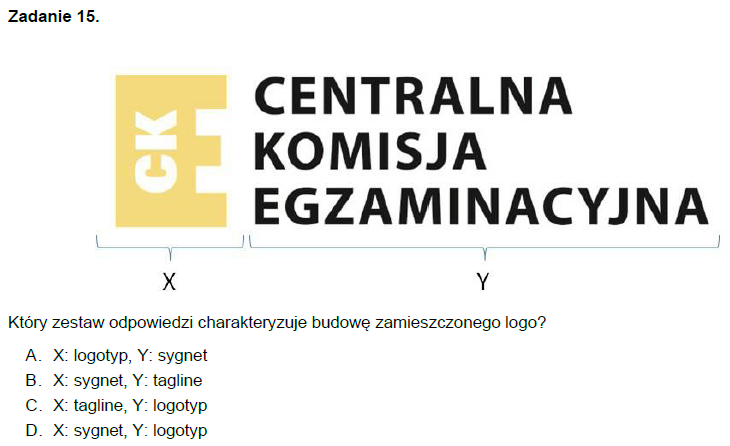 Zadanie 15.
CK
E
CENTRALNA
KOMISJA
EGZAMINACYJNA
X
Y
Który zestaw odpowiedzi charakteryzuje budowę zamieszczonego logo?
A. X: logotyp, Y: sygnet
B. X: sygnet, Y: tagline
C. X: tagline, Y: logotyp
D. X: sygnet, Y: logotyp